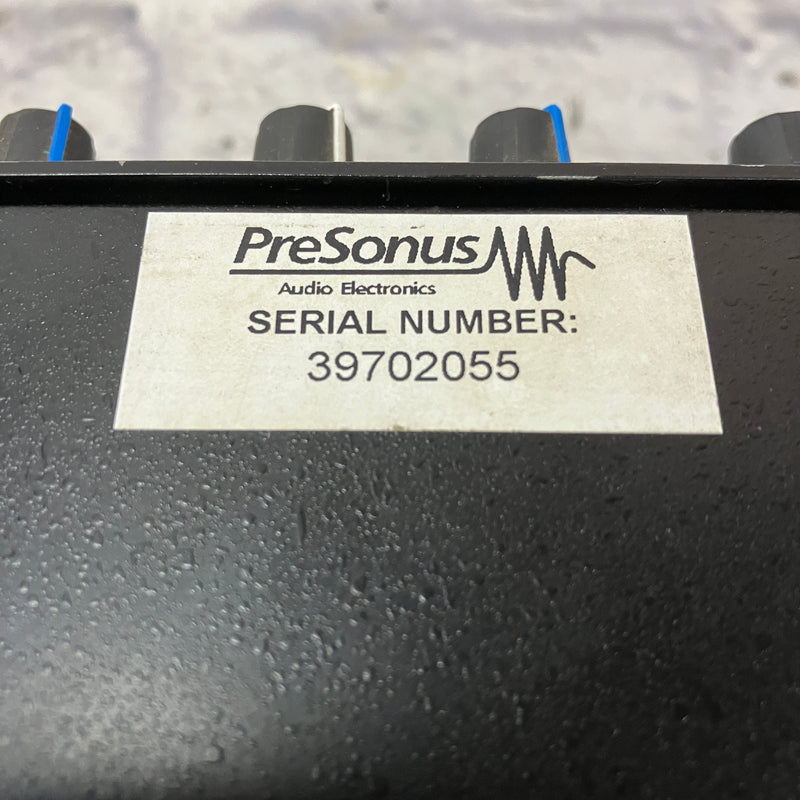 PreSonus
Audio Electronics
SERIAL NUMBER:
39702055